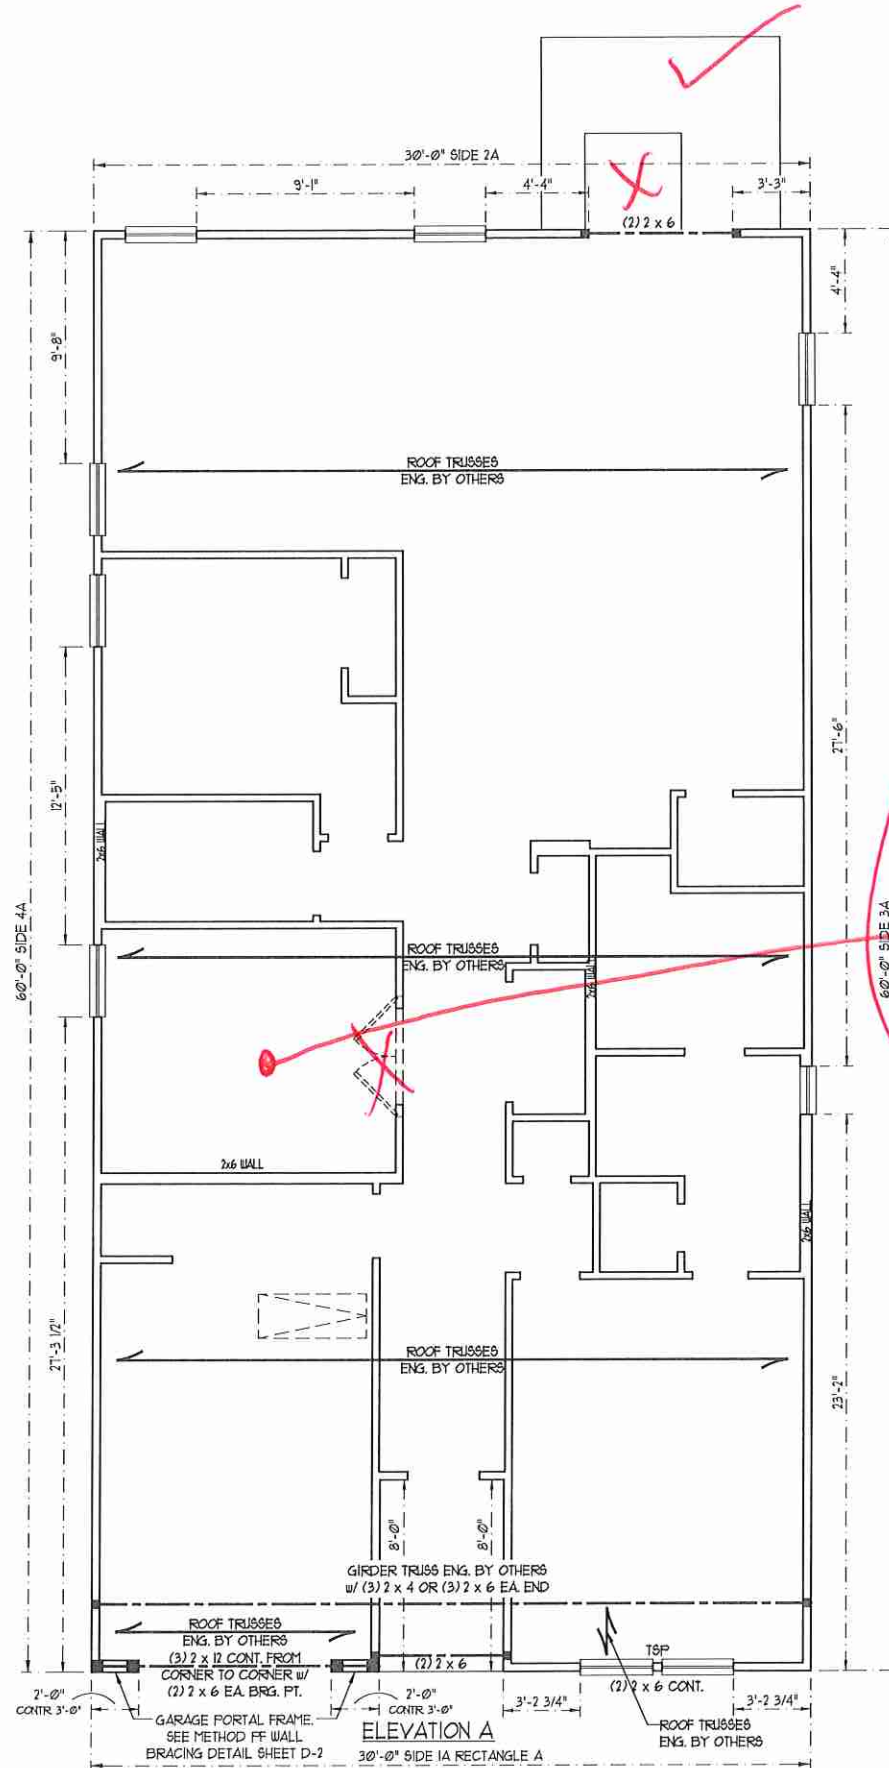 30'-0" SIDE 2A
9'-1"
4'-4"
3'-3"
(2) 2 x 6
4'-4"
9'-8"
ROOF TRUSSES
ENG. BY OTHERS
27'-6"
12'-5"
2x6 WALL
60'-0" SIDE 4A
60'-0" SIDE 3A
ROOF TRUSSES
ENG. BY OTHERS
2x6 WALL
2x6 WALL
2x6 WALL
27'-3 1/2"
ROOF TRUSSES
ENG. BY OTHERS
23'-2"
8'-0"
8'-0"
GIRDER TRUSS ENG. BY OTHERS
w/ (3) 2 x 4 OR (3) 2 x 6 EA. END
ROOF TRUSSES
ENG. BY OTHERS
(3) 2 x 12 CONT. FROM
CORNER TO CORNER w/
(2) 2 x 6 EA. BRG. PT.
(2) 2 x 6
TSP
(2) 2 x 6 CONT.
2'-0"
CONTR 3'-0"
2'-0"
CONTR 3'-0"
3'-2 3/4"
3'-2 3/4"
GARAGE PORTAL FRAME.
SEE METHOD PF WALL
BRACING DETAIL SHEET D-2
ROOF TRUSSES
ENG. BY OTHERS
ELEVATION A
30'-0" SIDE 1A RECTANGLE A